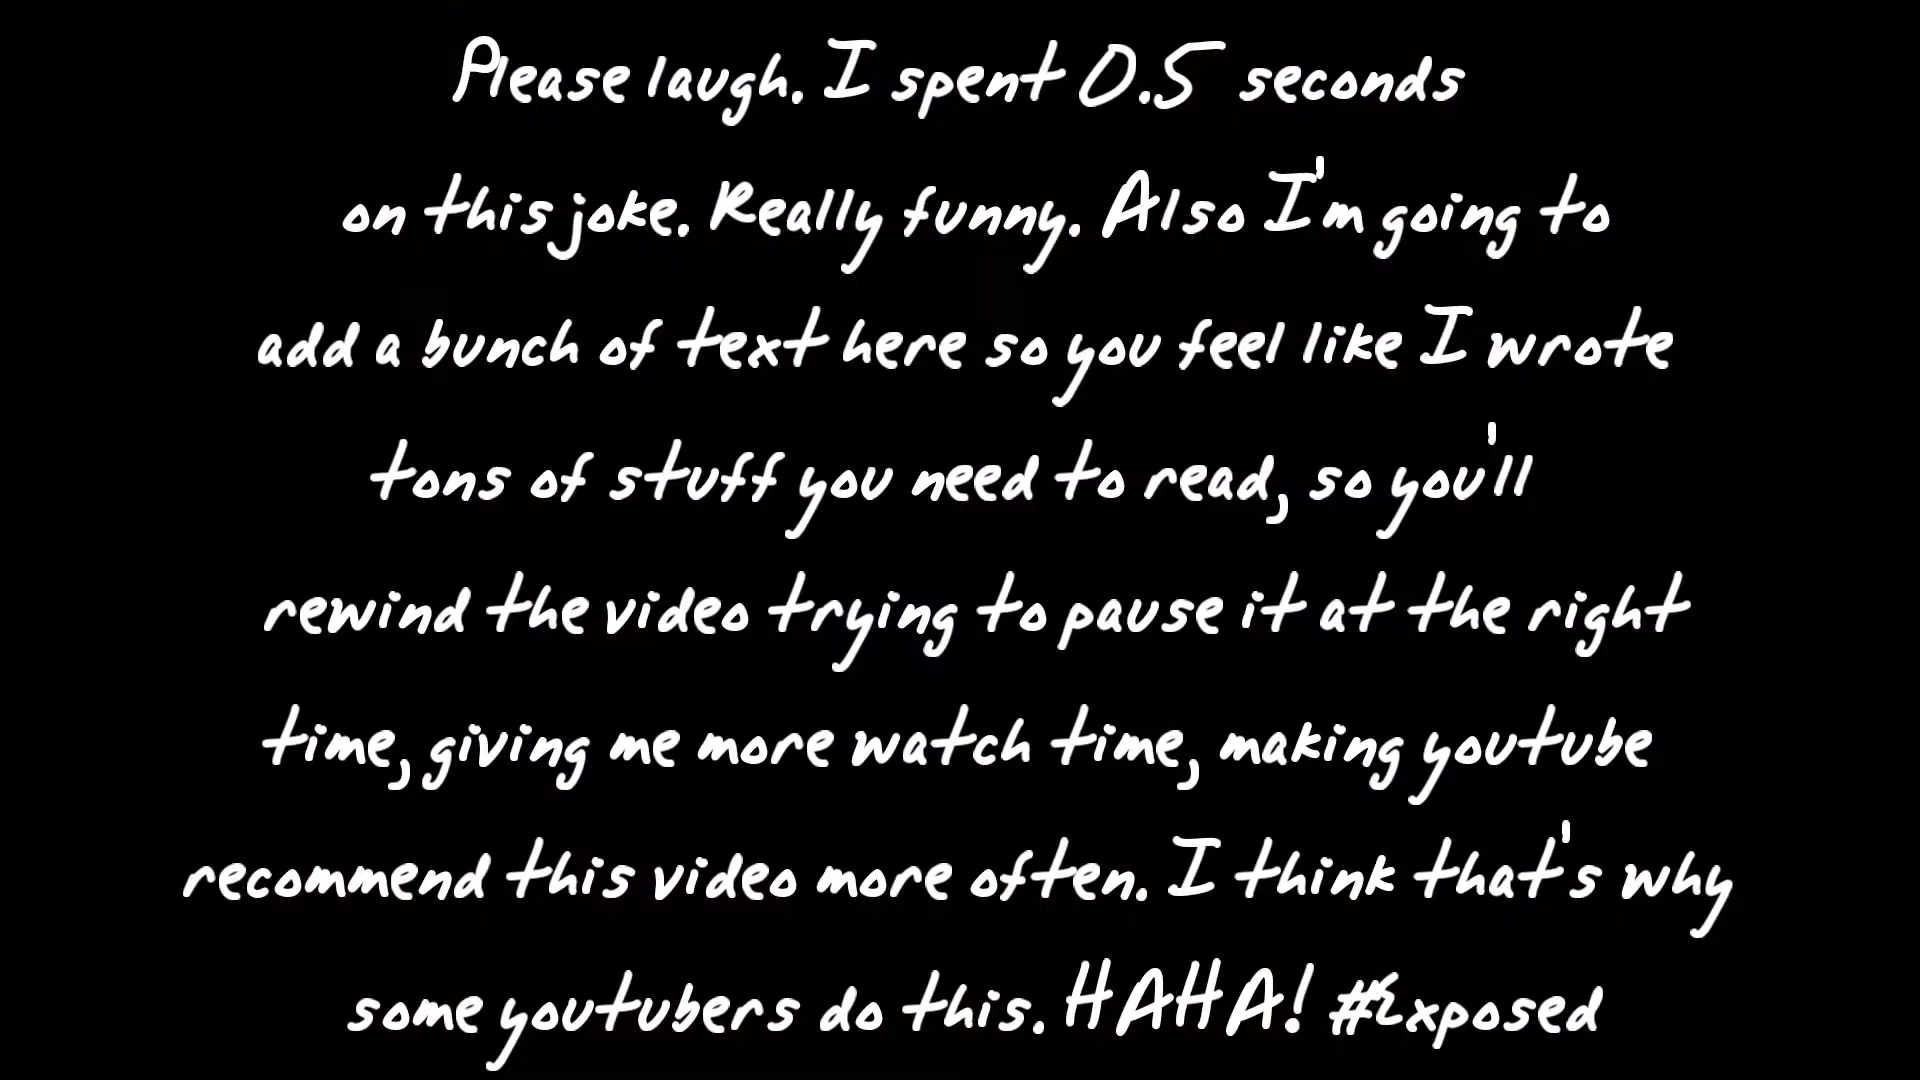 Please laugh. I spent 0.5 seconds
on this joke. Really funny. Also I'm going to
add a bunch of text here so you feel like I wrote
tons of stuff you need to read, so you'll
rewind the video trying to pause it at the right
time, giving me more watch time, making youtube
recommend this video more often. I think that's why
some youtubers do this. HAHA! #Exposed